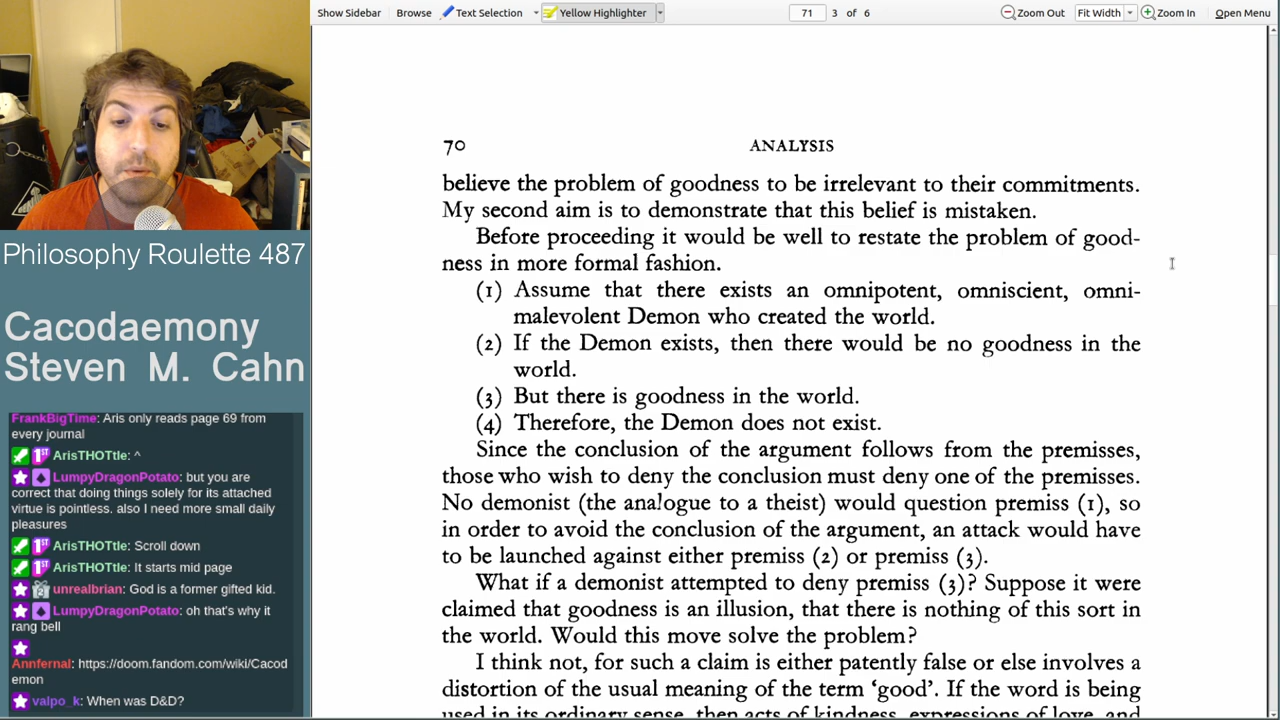 Show Sidebar Browse Text Selection Yellow Highlighter 71 3 of 6 Zoom Out Fit Width Zoom In Open Menu
Philosophy Roulette 487
Cacodaemony
Steven M. Cahn
FrankBigTime: Aris only reads page 69 from
every journal
ArisTHOTtle: ^
LumpyDragonPotato: but you are
correct that doing things solely for its attached
virtue is pointless. also I need more small daily
pleasures
ArisTHOTtle: Scroll down
ArisTHOTtle: It starts mid page
unrealbrian: God is a former gifted kid.
LumpyDragonPotato: oh that's why it
rang bell
Annfernal: https://doom.fandom.com/wiki/Cacod
emon
valpo_k: When was D&D?
70 ANALYSIS
believe the problem of goodness to be irrelevant to their commitments.
My second aim is to demonstrate that this belief is mistaken.
Before proceeding it would be well to restate the problem of good-
ness in more formal fashion.
(1) Assume that there exists an omnipotent, omniscient, omni-
malevolent Demon who created the world.
(2) If the Demon exists, then there would be no goodness in the
world.
(3) But there is goodness in the world.
(4) Therefore, the Demon does not exist.
Since the conclusion of the argument follows from the premisses,
those who wish to deny the conclusion must deny one of the premisses.
No demonist (the analogue to a theist) would question premiss (1), so
in order to avoid the conclusion of the argument, an attack would have
to be launched against either premiss (2) or premiss (3).
What if a demonist attempted to deny premiss (3)? Suppose it were
claimed that goodness is an illusion, that there is nothing of this sort in
the world. Would this move solve the problem?
I think not, for such a claim is either patently false or else involves a
distortion of the usual meaning of the term 'good'. If the word is being
used in its ordinary sense, then acts of kindness, expressions of love, and